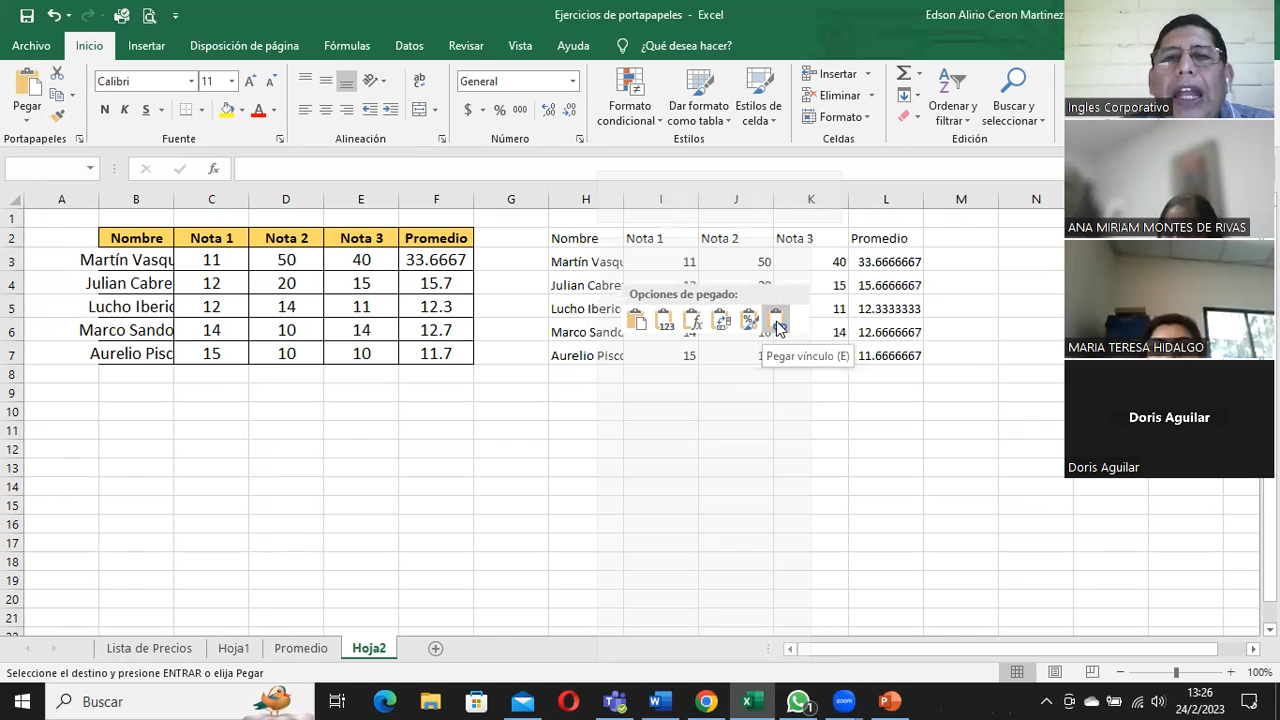 Ejercicios de portapapeles - Excel
Edson Alirio Ceron Martinez
Archivo
Inicio
Insertar
Disposición de página
Fórmulas
Datos
Revisar
Vista
Ayuda
¿Qué desea hacer?
Pegar
Calibri
11
N K S
General
$ % 000
Formato condicional
Dar formato como tabla
Estilos de celda
Insertar
Eliminar
Formato
Ordenar y filtrar
Buscar y seleccionar
Portapapeles
Fuente
Alineación
Número
Estilos
Celdas
Edición
fx
A B C D E F G H I J K L M N
1
2 Nombre Nota 1 Nota 2 Nota 3 Promedio Nombre Nota 1 Nota 2 Nota 3 Promedio
3 Martín Vasqu 11 50 40 33.6667 Martín Vasqu 11 50 40 33.6666667
4 Julian Cabre 12 20 15 15.7 Julian Cabre 15 15.6666667
5 Lucho Iberic 12 14 11 12.3 Lucho Iberic 11 12.3333333
6 Marco Sando 14 10 14 12.7 Marco Sando 14 12.6666667
7 Aurelio Pisc 15 10 10 11.7 Aurelio Pisc 15 11.6666667
Opciones de pegado:
Pegar vínculo (E)
8
9
10
11
12
13
14
15
16
17
18
19
20
21
Lista de Precios
Hoja1
Promedio
Hoja2
Seleccione el destino y presione ENTRAR o elija Pegar
100%
Buscar
13:26
24/2/2023
Ingles Corporativo
ANA MIRIAM MONTES DE RIVAS
MARIA TERESA HIDALGO
Doris Aguilar
Doris Aguilar